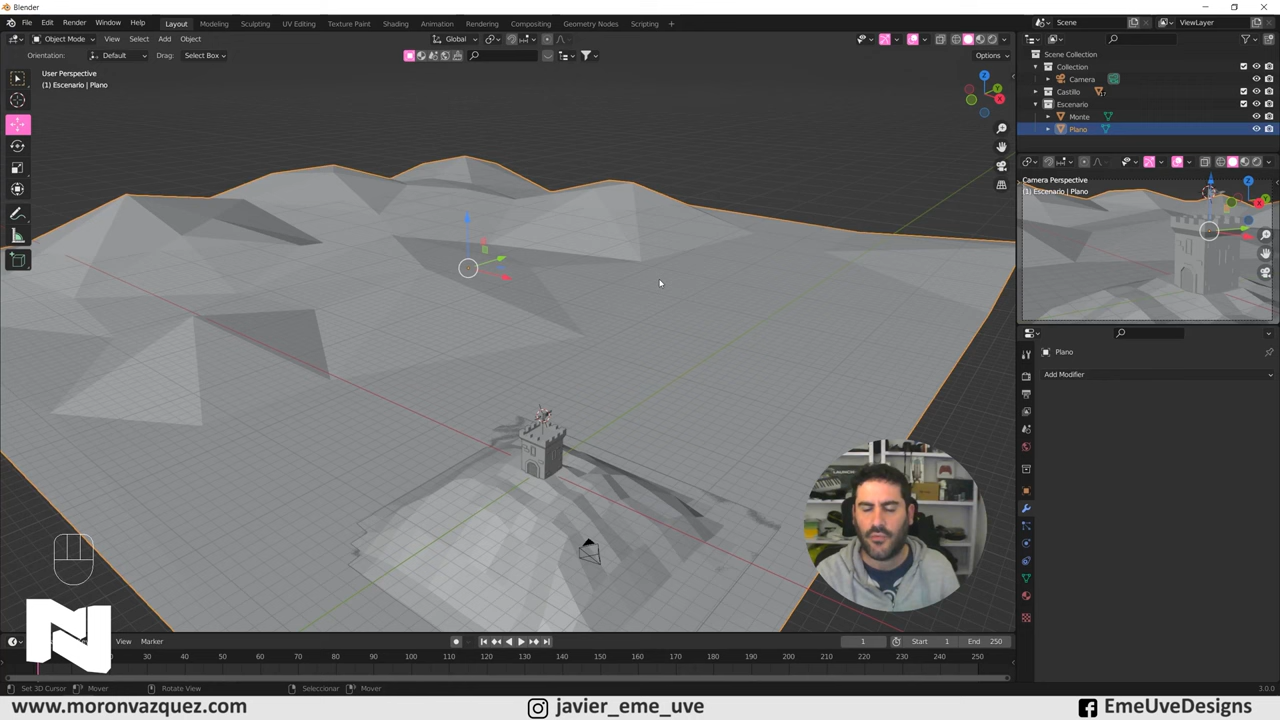 Blender
File Edit Render Window Help Layout Modeling Sculpting UV Editing Texture Paint Shading Animation Rendering Compositing Geometry Nodes Scripting + Scene ViewLayer
Object Mode View Select Add Object Global
Orientation: Default Drag: Select Box Options
User Perspective
(1) Escenario | Plano
Z
Y
X
Scene Collection
Collection
Camera
Castillo
Escenario
Monte
Plano
Camera Perspective
(1) Escenario | Plano
Z
X
Plano
Add Modifier
N
View Marker 1 Start 1 End 250
30 40 50 60 70 80 90 100 110 120 130 140 150 160 170 180 190 200 210 220 230 240 250
Set 3D Cursor Mover Rotate View Seleccionar Mover 3.0.0
www.moronvazquez.com javier_eme_uve EmeUveDesigns